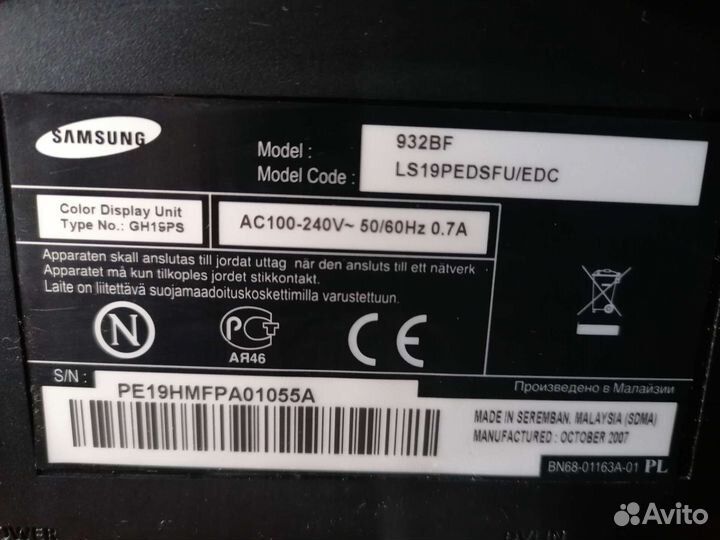 SAMSUNG
Model : 932BF
Model Code : LS19PEDSFU/EDC
Color Display Unit
Type No.: GH19PS
AC100-240V~ 50/60Hz 0.7A
Apparaten skall anslutas till jordat uttag när den ansluts till ett nätverk
Apparatet må kun tilkoples jordet stikkontakt.
Laite on liitettävä suojamaadoituskoskettimilla varustettuun.
N
РСТ
АЯ46
CE
S/N :
PE19HMFPA01055A
Произведено в Малайзии
MADE IN SEREMBAN, MALAYSIA (SDMA)
MANUFACTURED : OCTOBER 2007
BN68-01163A-01 PL
Avito